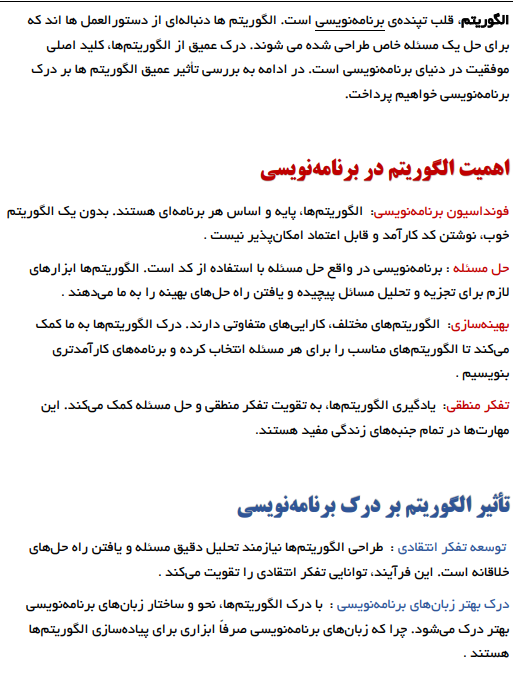 الگوریتم، قلب تپنده‌ی برنامه‌نویسی است. الگوریتم ها دنباله‌ای از دستورالعمل ها اند که
برای حل یک مسئله خاص طراحی شده می شوند. درک عمیق از الگوریتم‌ها، کلید اصلی
موفقیت در دنیای برنامه‌نویسی است. در ادامه به بررسی تأثیر عمیق الگوریتم ها بر درک
برنامه‌نویسی خواهیم پرداخت.
اهمیت الگوریتم در برنامه‌نویسی
فونداسیون برنامه‌نویسی: الگوریتم‌ها، پایه و اساس هر برنامه‌ای هستند. بدون یک الگوریتم
خوب، نوشتن کد کارآمد و قابل اعتماد امکان‌پذیر نیست .
حل مسئله : برنامه‌نویسی در واقع حل مسئله با استفاده از کد است. الگوریتم‌ها ابزارهای
لازم برای تجزیه و تحلیل مسائل پیچیده و یافتن راه حل‌های بهینه را به ما می‌دهند .
بهینه‌سازی: الگوریتم‌های مختلف، کارایی‌های متفاوتی دارند. درک الگوریتم‌ها به ما کمک
می‌کند تا الگوریتم‌های مناسب را برای هر مسئله انتخاب کرده و برنامه‌های کارآمدتری
بنویسیم .
تفکر منطقی: یادگیری الگوریتم‌ها، به تقویت تفکر منطقی و حل مسئله کمک می‌کند. این
مهارت‌ها در تمام جنبه‌های زندگی مفید هستند.
تأثیر الگوریتم بر درک برنامه‌نویسی
توسعه تفکر انتقادی : طراحی الگوریتم‌ها نیازمند تحلیل دقیق مسئله و یافتن راه حل‌های
خلاقانه است. این فرآیند، توانایی تفکر انتقادی را تقویت می‌کند .
درک بهتر زبان‌های برنامه‌نویسی : با درک الگوریتم‌ها، نحو و ساختار زبان‌های برنامه‌نویسی
بهتر درک می‌شود. چرا که زبان‌های برنامه‌نویسی صرفاً ابزاری برای پیاده‌سازی الگوریتم‌ها
هستند .